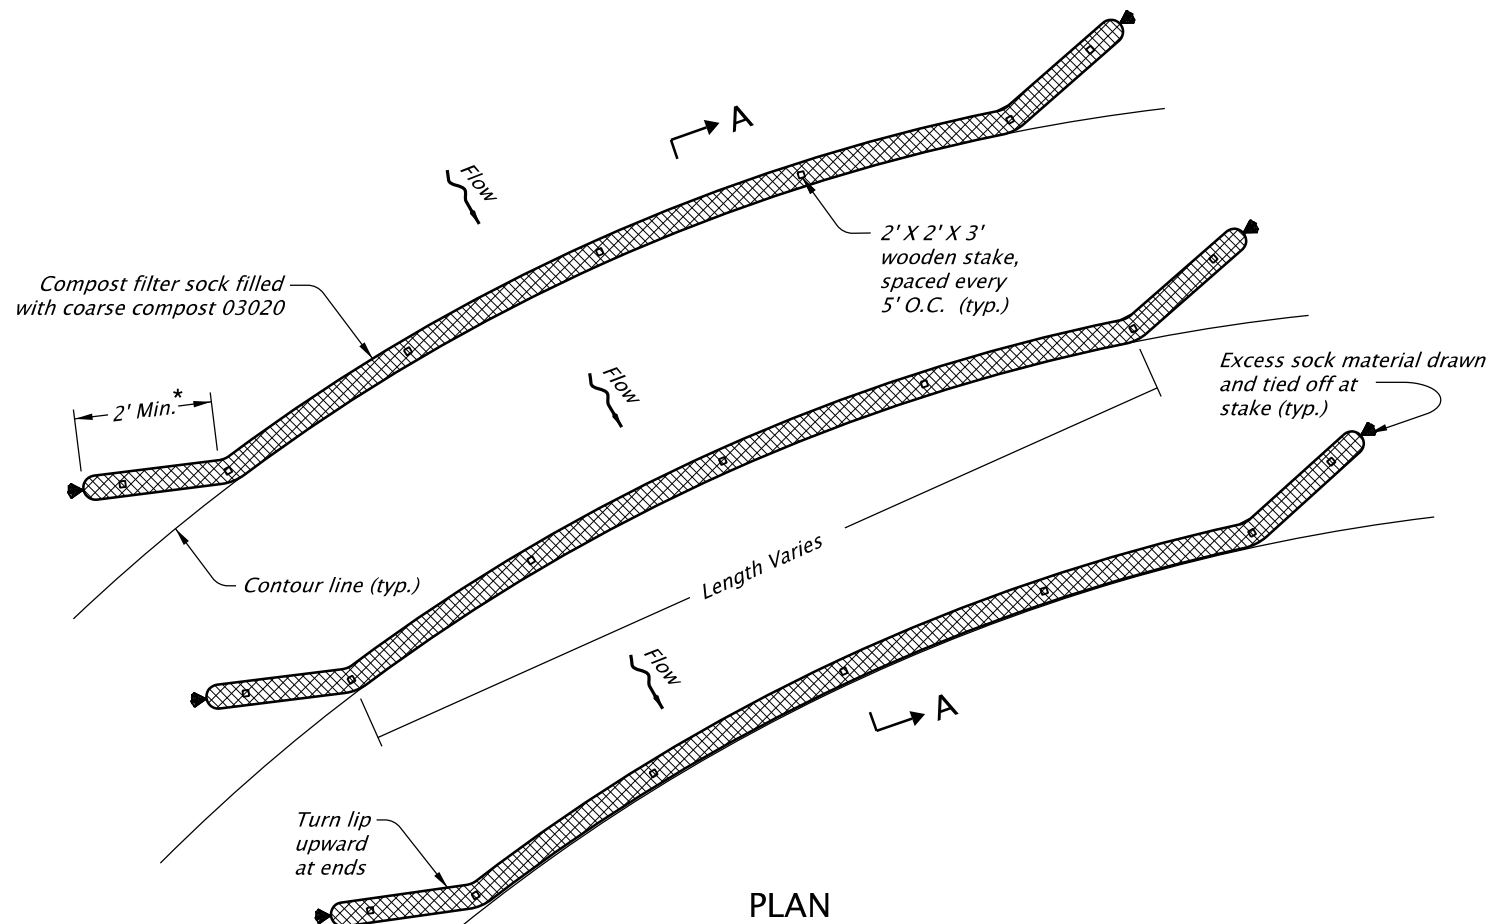 A
Flow
2' X 2' X 3'
wooden stake,
spaced every
5' O.C. (typ.)
Compost filter sock filled
with coarse compost 03020
2' Min.*
Flow
Excess sock material drawn
and tied off at
stake (typ.)
Contour line (typ.)
Length Varies
Flow
A
Turn lip
upward
at ends
PLAN